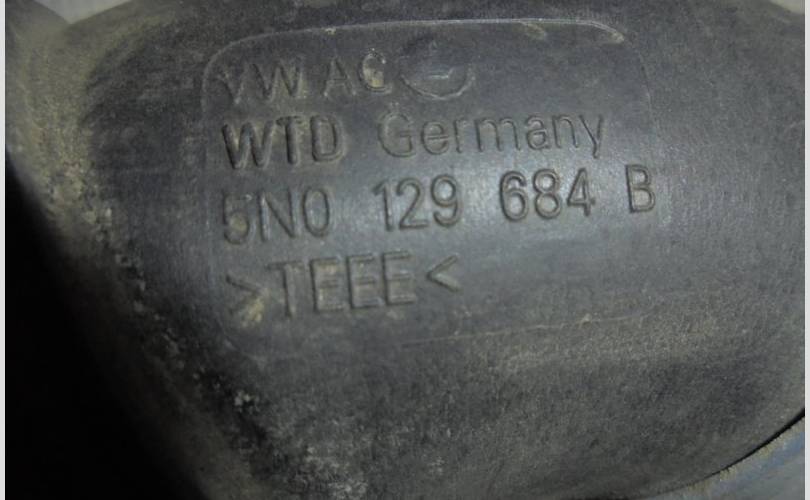 VW AG
WTD Germany
5N0 129 684 B
>TEEE<